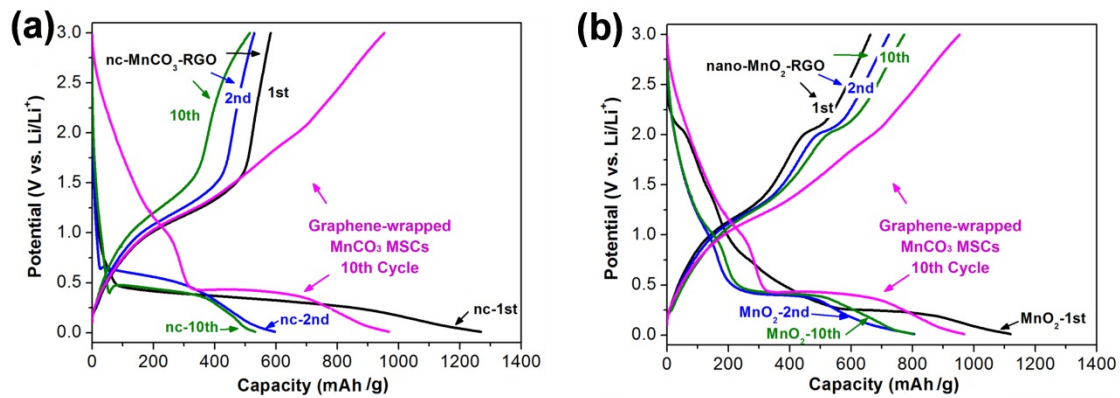 (a)
3.0
2.5
2.0
1.5
1.0
0.5
0.0
Potential (V vs. Li/Li⁺)
nc-MnCO₃-RGO
1st
2nd
10th
Graphene-wrapped
MnCO₃ MSCs
10th Cycle
nc-1st
nc-2nd
nc-10th
0 200 400 600 800 1000 1200 1400
Capacity (mAh /g)
(b)
3.0
2.5
2.0
1.5
1.0
0.5
0.0
Potential (V vs. Li/Li⁺)
10th
nano-MnO₂-RGO
2nd
1st
Graphene-wrapped
MnCO₃ MSCs
10th Cycle
MnO₂-2nd
MnO₂-1st
MnO₂-10th
0 200 400 600 800 1000 1200 1400
Capacity (mAh/g)